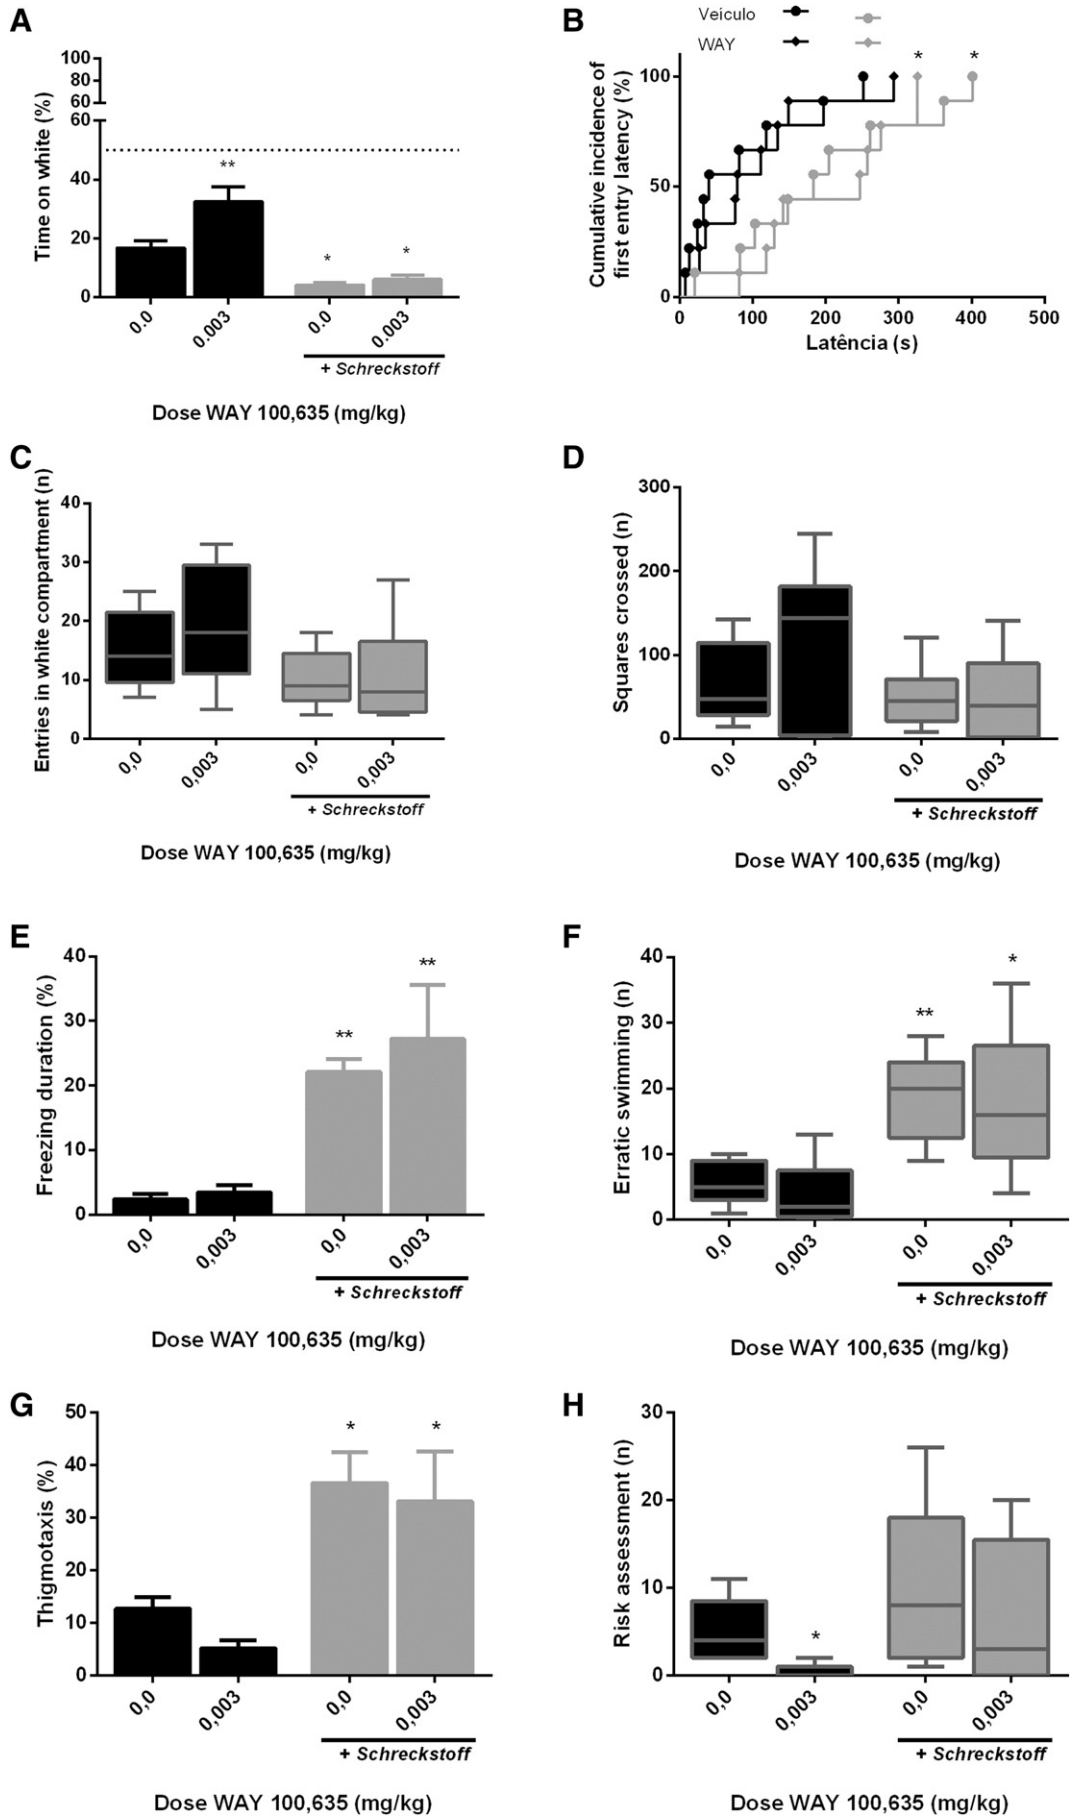 A
Time on white (%)
100
80
60
60
40
20
0
**
*
*
0.0
0.003
0.0
0.003
+ Schreckstoff
Dose WAY 100,635 (mg/kg)
B
Veiculo
WAY
Cumulative incidence of
first entry latency (%)
100
50
0
*
*
0
100
200
300
400
500
Latência (s)
C
Entries in white compartment (n)
40
30
20
10
0
0,0
0,003
0,0
0,003
+ Schreckstoff
Dose WAY 100,635 (mg/kg)
D
Squares crossed (n)
300
200
100
0
0,0
0,003
0,0
0,003
+ Schreckstoff
Dose WAY 100,635 (mg/kg)
E
Freezing duration (%)
40
30
20
10
0
**
**
0,0
0,003
0,0
0,003
+ Schreckstoff
Dose WAY 100,635 (mg/kg)
F
Erratic swimming (n)
40
30
20
10
0
**
*
0,0
0,003
0,0
0,003
+ Schreckstoff
Dose WAY 100,635 (mg/kg)
G
Thigmotaxis (%)
50
40
30
20
10
0
*
*
0,0
0,003
0,0
0,003
+ Schreckstoff
Dose WAY 100,635 (mg/kg)
H
Risk assessment (n)
30
20
10
0
*
0,0
0,003
0,0
0,003
+ Schreckstoff
Dose WAY 100,635 (mg/kg)